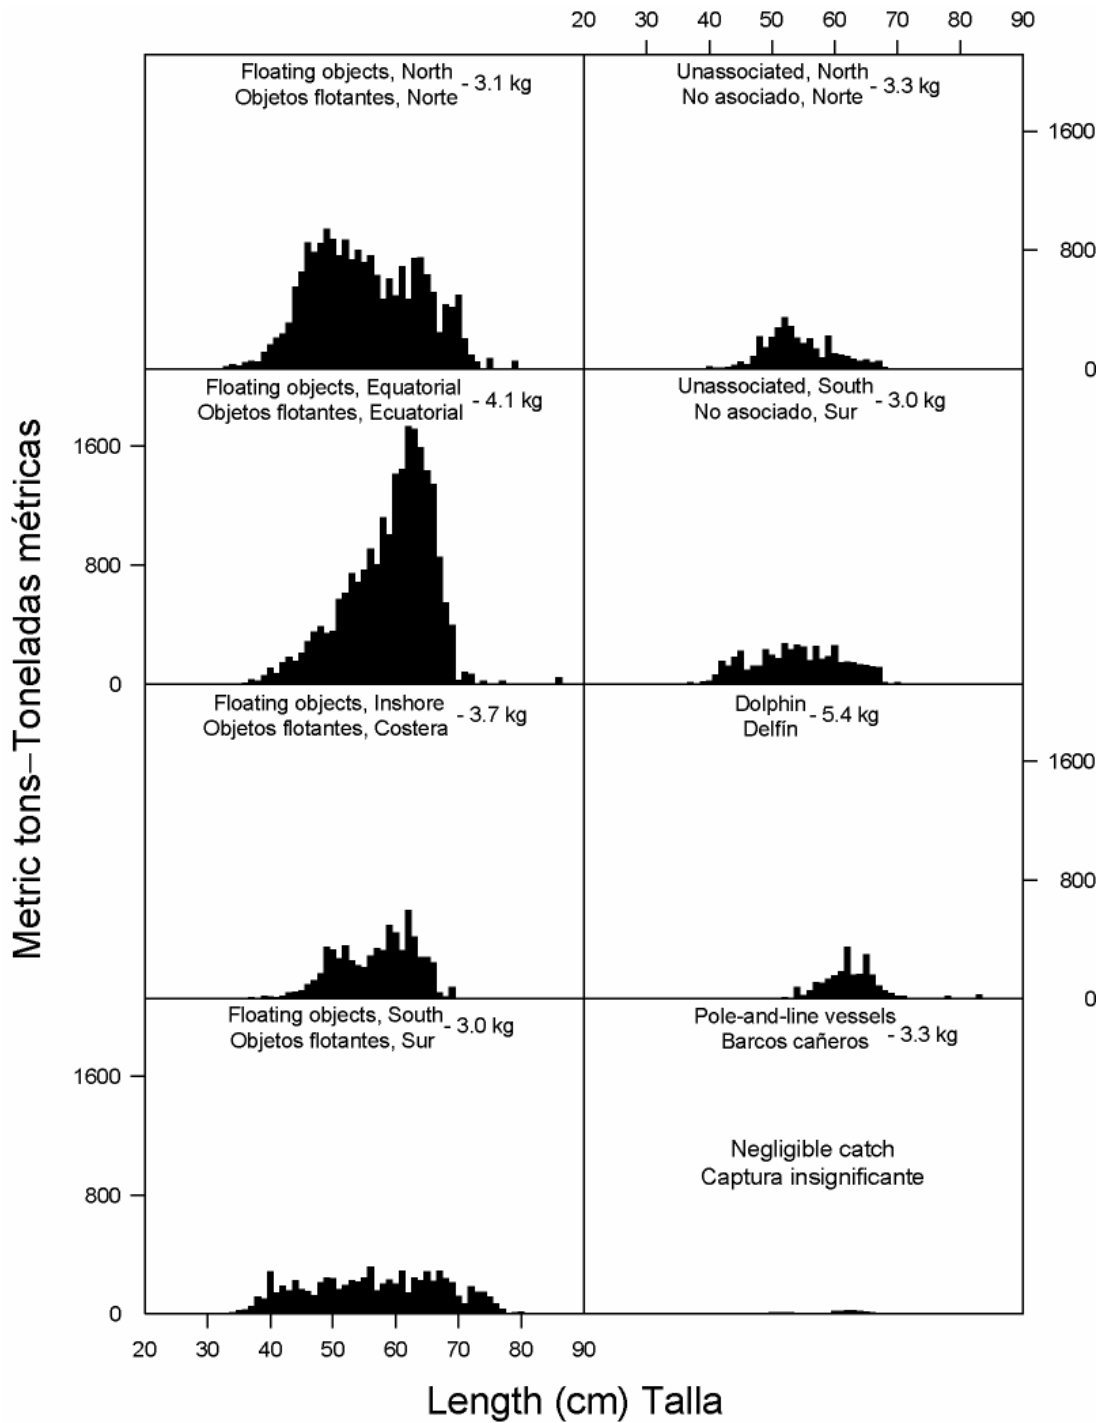 20 30 40 50 60 70 80 90
Floating objects, North
Objetos flotantes, Norte
- 3.1 kg
Unassociated, North
No asociado, Norte
- 3.3 kg
1600
800
0
Floating objects, Equatorial
Objetos flotantes, Ecuatorial
- 4.1 kg
Unassociated, South
No asociado, Sur
- 3.0 kg
1600
800
0
Floating objects, Inshore
Objetos flotantes, Costera
- 3.7 kg
Dolphin
Delfín
- 5.4 kg
1600
800
0
Floating objects, South
Objetos flotantes, Sur
- 3.0 kg
Pole-and-line vessels
Barcos cañeros
- 3.3 kg
Negligible catch
Captura insignificante
1600
800
0
20 30 40 50 60 70 80 90
Metric tons–Toneladas métricas
Length (cm) Talla